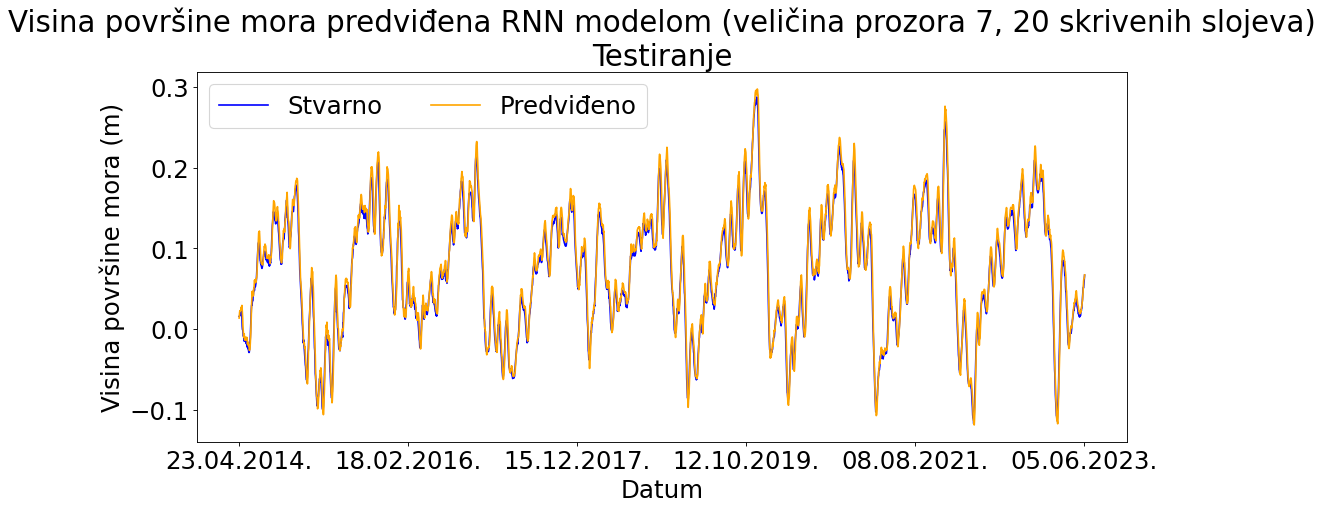 Visina površine mora predviđena RNN modelom (veličina prozora 7, 20 skrivenih slojeva)
Testiranje
Stvarno Predviđeno
Visina površine mora (m)
0.3
0.2
0.1
0.0
−0.1
23.04.2014. 18.02.2016. 15.12.2017. 12.10.2019. 08.08.2021. 05.06.2023.
Datum